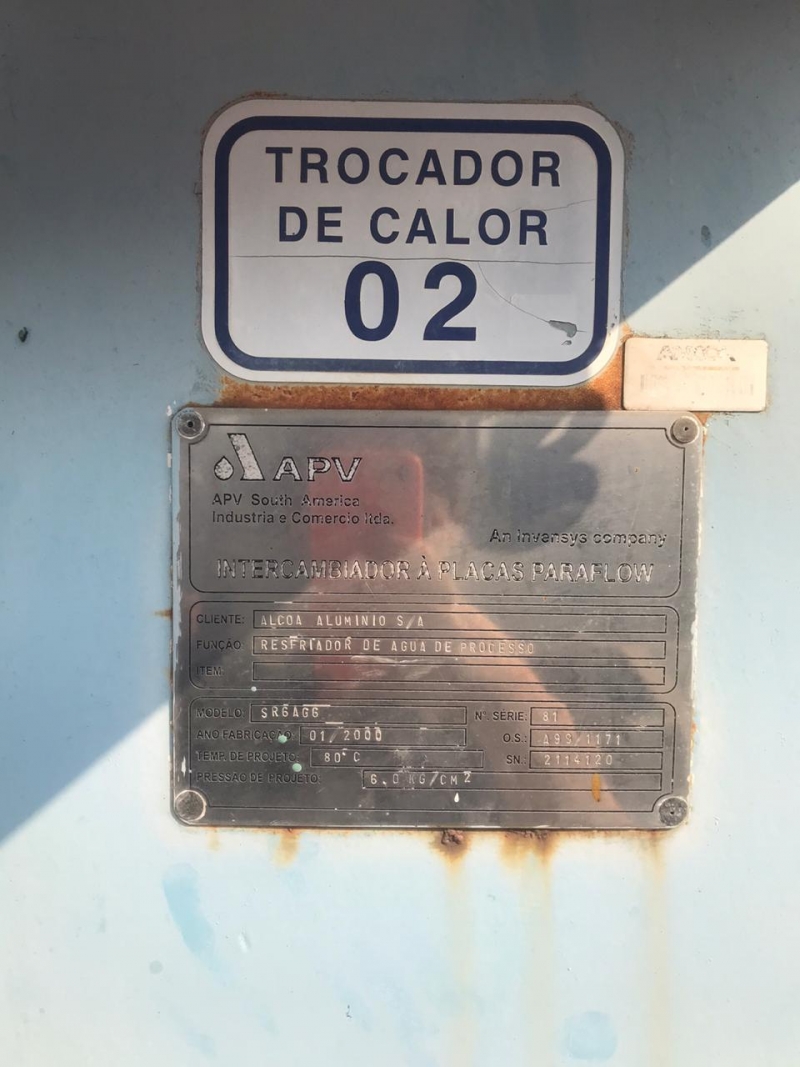 TROCADOR
DE CALOR
02
APV
APV South America
Industria e Comercio ltda.
An Invensys company
INTERCAMBIADOR À PLACAS PARAFLOW
CLIENTE: ALCOA ALUMINIO S/A
FUNÇÃO: RESFRIADOR DE AGUA DE PROCESSO
ITEM:
MODELO: SR6AG6 Nº SÉRIE: 81
ANO FABRICAÇÃO: 01/2000 O.S.: A9S/1171
TEMP. DE PROJETO: 80°C SN.: 2114120
PRESSÃO DE PROJETO: 6.0 KG/CM²